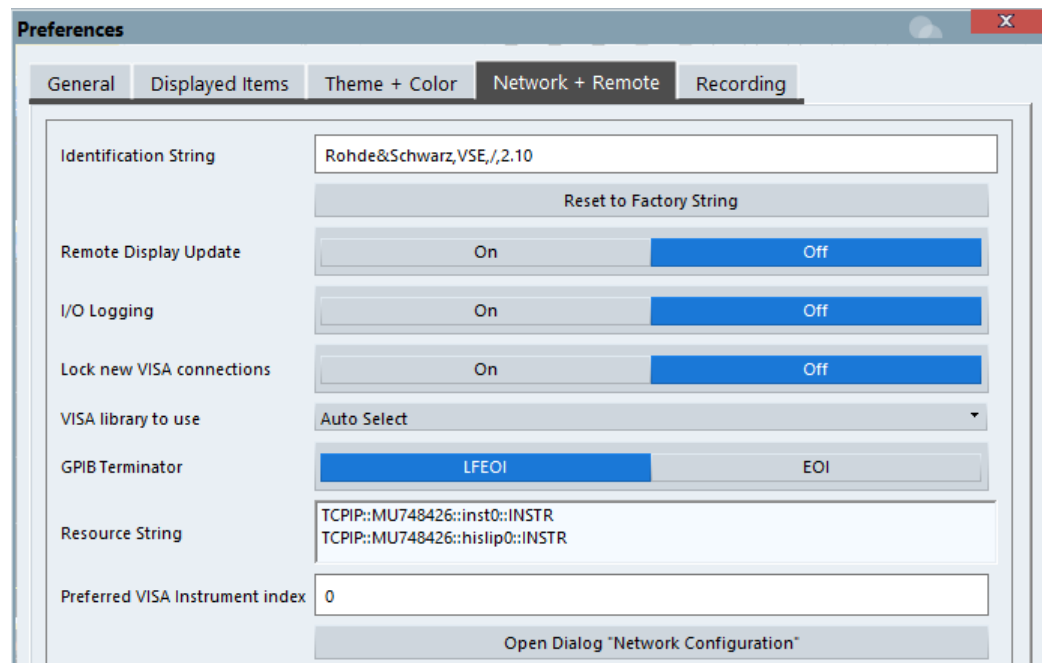 Preferences
General Displayed Items Theme + Color Network + Remote Recording
Identification String Rohde&Schwarz,VSE,/,2.10
Reset to Factory String
Remote Display Update On Off
I/O Logging On Off
Lock new VISA connections On Off
VISA library to use Auto Select
GPIB Terminator LFEOI EOI
Resource String
TCPIP::MU748426::inst0::INSTR
TCPIP::MU748426::hislip0::INSTR
Preferred VISA Instrument index 0
Open Dialog "Network Configuration"